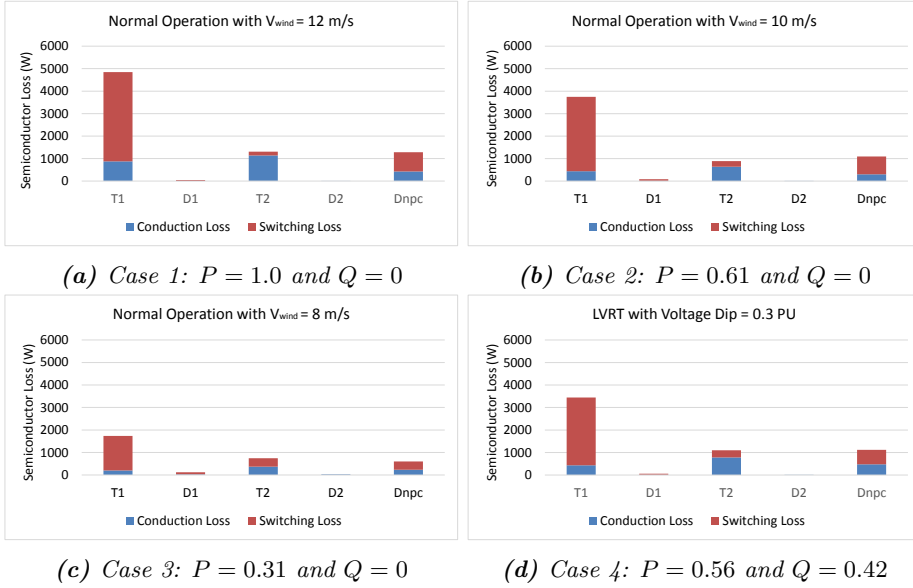 Normal Operation with Vwind = 12 m/s
Semiconductor Loss (W)
6000
5000
4000
3000
2000
1000
0
T1 D1 T2 D2 Dnpc
Conduction Loss Switching Loss
(a) Case 1: P = 1.0 and Q = 0
Normal Operation with Vwind = 10 m/s
Semiconductor Loss (W)
6000
5000
4000
3000
2000
1000
0
T1 D1 T2 D2 Dnpc
Conduction Loss Switching Loss
(b) Case 2: P = 0.61 and Q = 0
Normal Operation with Vwind = 8 m/s
Semiconductor Loss (W)
6000
5000
4000
3000
2000
1000
0
T1 D1 T2 D2 Dnpc
Conduction Loss Switching Loss
(c) Case 3: P = 0.31 and Q = 0
LVRT with Voltage Dip = 0.3 PU
Semiconductor Loss (W)
6000
5000
4000
3000
2000
1000
0
T1 D1 T2 D2 Dnpc
Conduction Loss Switching Loss
(d) Case 4: P = 0.56 and Q = 0.42